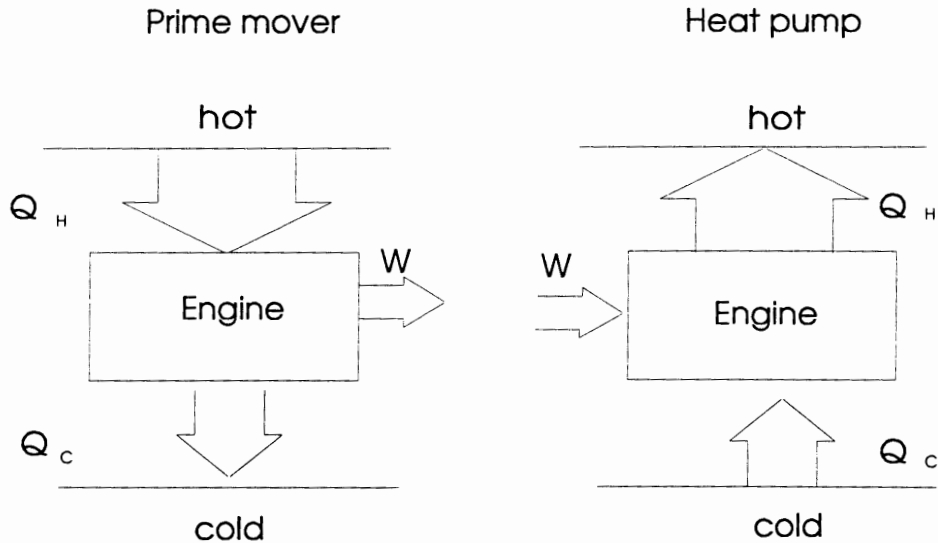 Prime mover
Heat pump
hot
hot
Q H
Q H
W
W
Engine
Engine
Q C
Q C
cold
cold